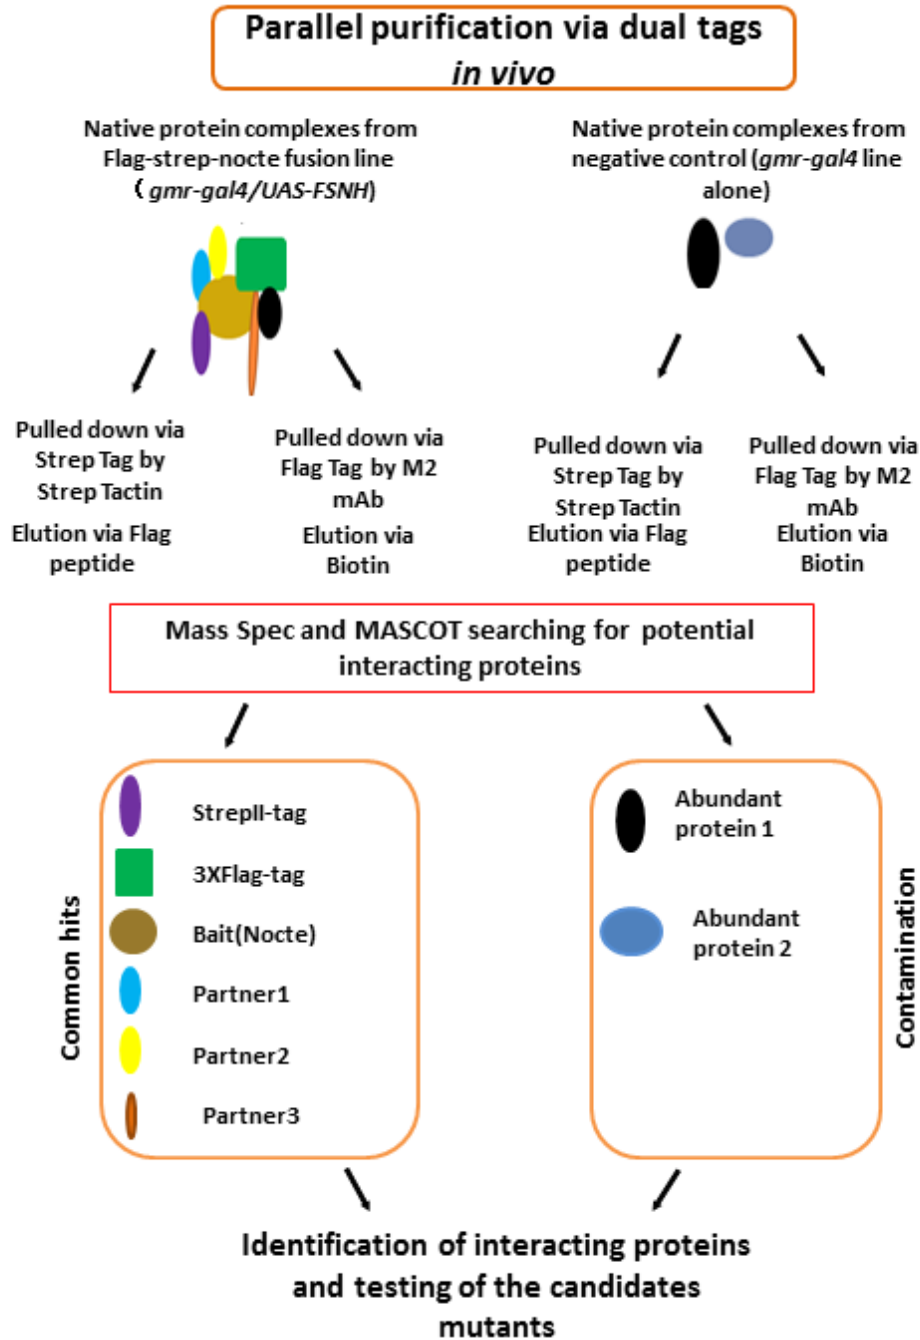 Parallel purification via dual tags
in vivo
Native protein complexes from
Flag-strep-nocte fusion line
( gmr-gal4/UAS-FSNH)
Native protein complexes from
negative control (gmr-gal4 line
alone)
Pulled down via
Strep Tag by
Strep Tactin
Elution via Flag
peptide
Pulled down via
Flag Tag by M2
mAb
Elution via
Biotin
Pulled down via
Strep Tag by
Strep Tactin
Elution via Flag
peptide
Pulled down via
Flag Tag by M2
mAb
Elution via
Biotin
Mass Spec and MASCOT searching for potential
interacting proteins
Common hits
StrepII-tag
3XFlag-tag
Bait(Nocte)
Partner1
Partner2
Partner3
Abundant
protein 1
Abundant
protein 2
Contamination
Identification of interacting proteins
and testing of the candidates
mutants